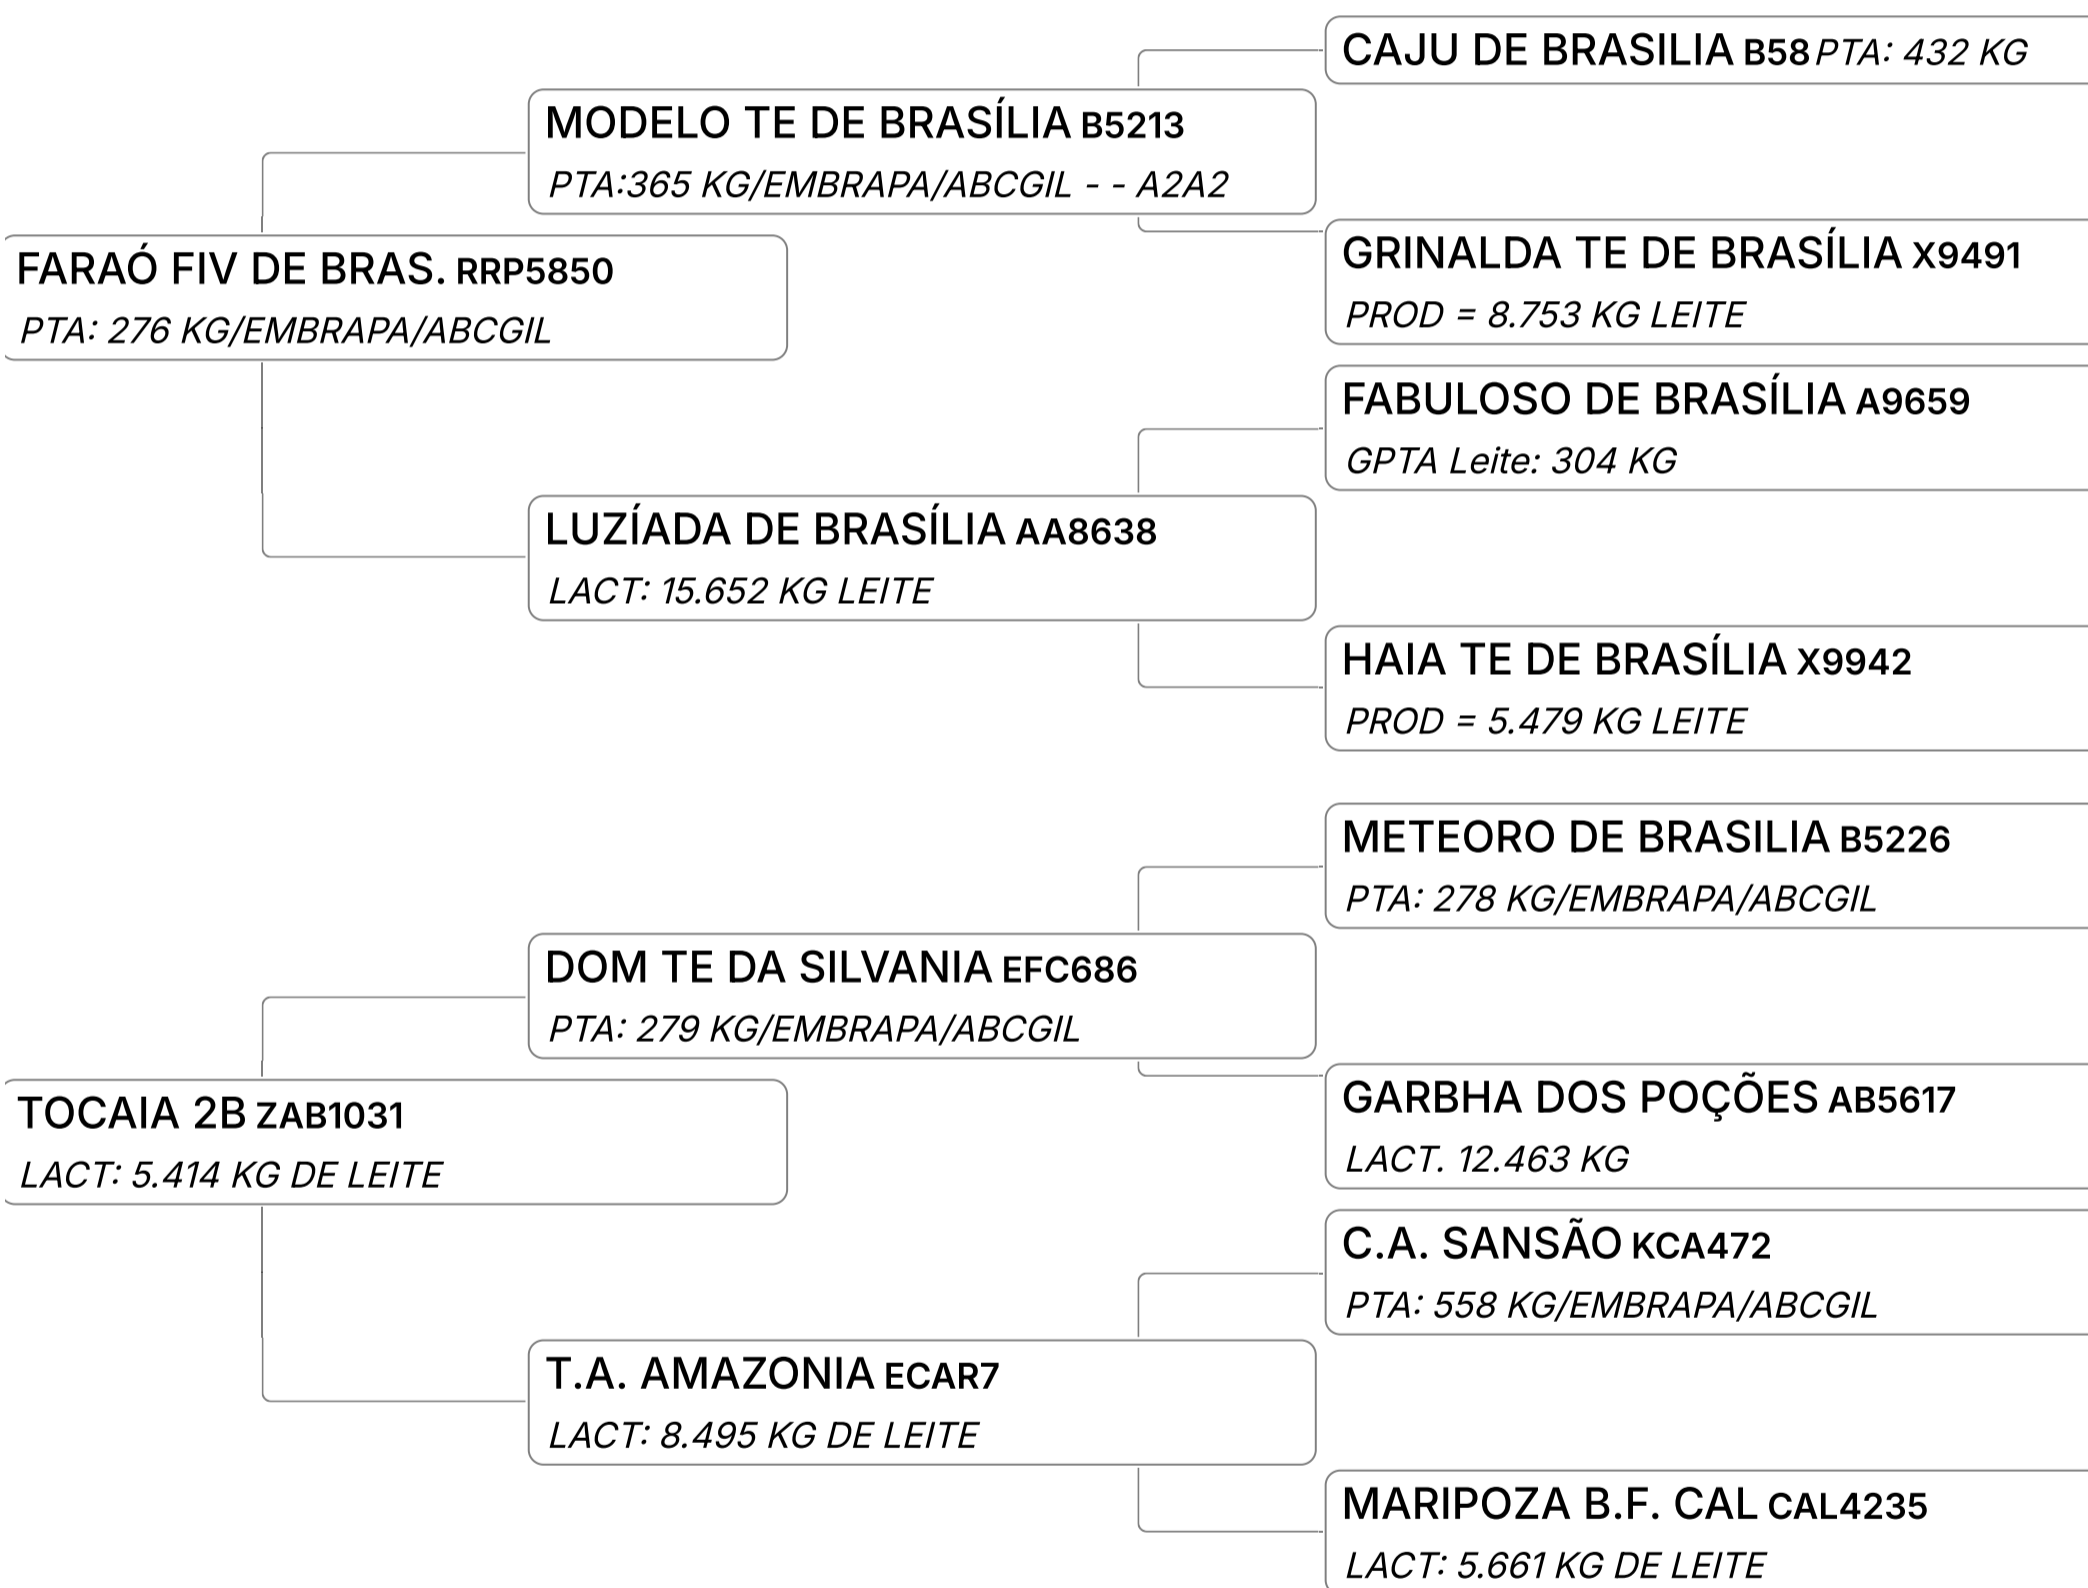 CAJU DE BRASILIA B58 PTA: 432 KG
MODELO TE DE BRASÍLIA B5213
PTA:365 KG/EMBRAPA/ABCGIL - - A2A2
GRINALDA TE DE BRASÍLIA X9491
PROD = 8.753 KG LEITE
FARAÓ FIV DE BRAS. RRP5850
PTA: 276 KG/EMBRAPA/ABCGIL
FABULOSO DE BRASÍLIA A9659
GPTA Leite: 304 KG
LUZÍADA DE BRASÍLIA AA8638
LACT: 15.652 KG LEITE
HAIA TE DE BRASÍLIA X9942
PROD = 5.479 KG LEITE
METEORO DE BRASILIA B5226
PTA: 278 KG/EMBRAPA/ABCGIL
DOM TE DA SILVANIA EFC686
PTA: 279 KG/EMBRAPA/ABCGIL
GARBHA DOS POÇÕES AB5617
LACT. 12.463 KG
TOCAIA 2B ZAB1031
LACT: 5.414 KG DE LEITE
C.A. SANSÃO KCA472
PTA: 558 KG/EMBRAPA/ABCGIL
T.A. AMAZONIA ECAR7
LACT: 8.495 KG DE LEITE
MARIPOZA B.F. CAL CAL4235
LACT: 5.661 KG DE LEITE